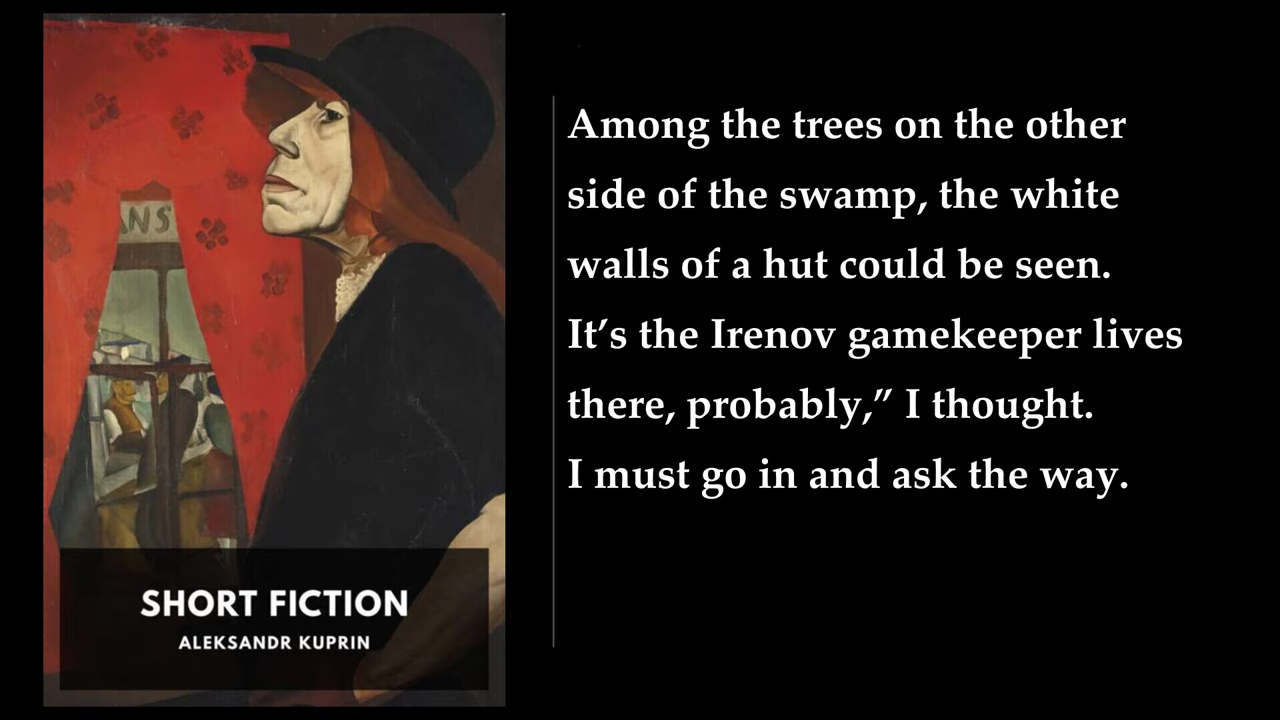 NS
SHORT FICTION
ALEKSANDR KUPRIN
Among the trees on the other
side of the swamp, the white
walls of a hut could be seen.
It’s the Irenov gamekeeper lives
there, probably,” I thought.
I must go in and ask the way.